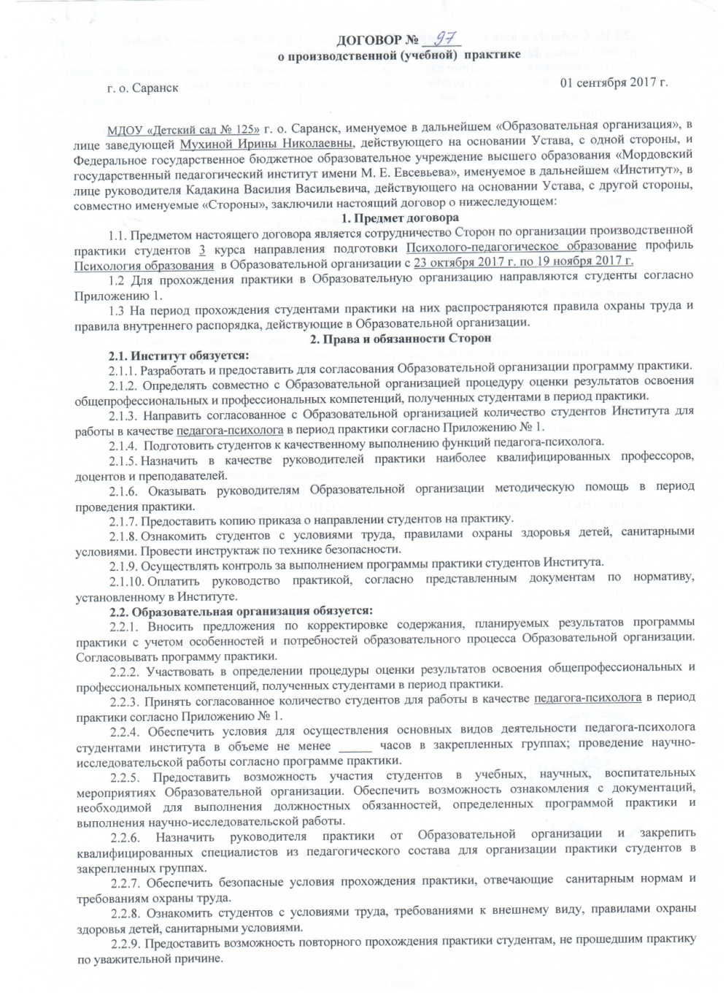 ДОГОВОР № 97
о производственной (учебной) практике
г. о. Саранск 01 сентября 2017 г.
МДОУ «Детский сад № 125» г. о. Саранск, именуемое в дальнейшем «Образовательная организация», в
лице заведующей Мухиной Ирины Николаевны, действующего на основании Устава, с одной стороны, и
Федеральное государственное бюджетное образовательное учреждение высшего образования «Мордовский
государственный педагогический институт имени М. Е. Евсевьева», именуемое в дальнейшем «Институт», в
лице руководителя Кадакина Василия Васильевича, действующего на основании Устава, с другой стороны,
совместно именуемые «Стороны», заключили настоящий договор о нижеследующем:
1. Предмет договора
1.1. Предметом настоящего договора является сотрудничество Сторон по организации производственной
практики студентов 3 курса направления подготовки Психолого-педагогическое образование профиль
Психология образования в Образовательной организации с 23 октября 2017 г. по 19 ноября 2017 г.
1.2 Для прохождения практики в Образовательную организацию направляются студенты согласно
Приложению 1.
1.3 На период прохождения студентами практики на них распространяются правила охраны труда и
правила внутреннего распорядка, действующие в Образовательной организации.
2. Права и обязанности Сторон
2.1. Институт обязуется:
2.1.1. Разработать и предоставить для согласования Образовательной организации программу практики.
2.1.2. Определять совместно с Образовательной организацией процедуру оценки результатов освоения
общепрофессиональных и профессиональных компетенций, полученных студентами в период практики.
2.1.3. Направить согласованное с Образовательной организацией количество студентов Института для
работы в качестве педагога-психолога в период практики согласно Приложению № 1.
2.1.4. Подготовить студентов к качественному выполнению функций педагога-психолога.
2.1.5. Назначить в качестве руководителей практики наиболее квалифицированных профессоров,
доцентов и преподавателей.
2.1.6. Оказывать руководителям Образовательной организации методическую помощь в период
проведения практики.
2.1.7. Предоставить копию приказа о направлении студентов на практику.
2.1.8. Ознакомить студентов с условиями труда, правилами охраны здоровья детей, санитарными
условиями. Провести инструктаж по технике безопасности.
2.1.9. Осуществлять контроль за выполнением программы практики студентов Института.
2.1.10. Оплатить руководство практикой, согласно представленным документам по нормативу,
установленному в Институте.
2.2. Образовательная организация обязуется:
2.2.1. Вносить предложения по корректировке содержания, планируемых результатов программы
практики с учетом особенностей и потребностей образовательного процесса Образовательной организации.
Согласовывать программу практики.
2.2.2. Участвовать в определении процедуры оценки результатов освоения общепрофессиональных и
профессиональных компетенций, полученных студентами в период практики.
2.2.3. Принять согласованное количество студентов для работы в качестве педагога-психолога в период
практики согласно Приложению № 1.
2.2.4. Обеспечить условия для осуществления основных видов деятельности педагога-психолога
студентами института в объеме не менее _____ часов в закрепленных группах; проведение научно-
исследовательской работы согласно программе практики.
2.2.5. Предоставить возможность участия студентов в учебных, научных, воспитательных
мероприятиях Образовательной организации. Обеспечить возможность ознакомления с документацией,
необходимой для выполнения должностных обязанностей, определенных программой практики и
выполнения научно-исследовательской работы.
2.2.6. Назначить руководителя практики от Образовательной организации и закрепить
квалифицированных специалистов из педагогического состава для организации практики студентов в
закрепленных группах.
2.2.7. Обеспечить безопасные условия прохождения практики, отвечающие санитарным нормам и
требованиям охраны труда.
2.2.8. Ознакомить студентов с условиями труда, требованиями к внешнему виду, правилами охраны
здоровья детей, санитарными условиями.
2.2.9. Предоставить возможность повторного прохождения практики студентам, не прошедшим практику
по уважительной причине.